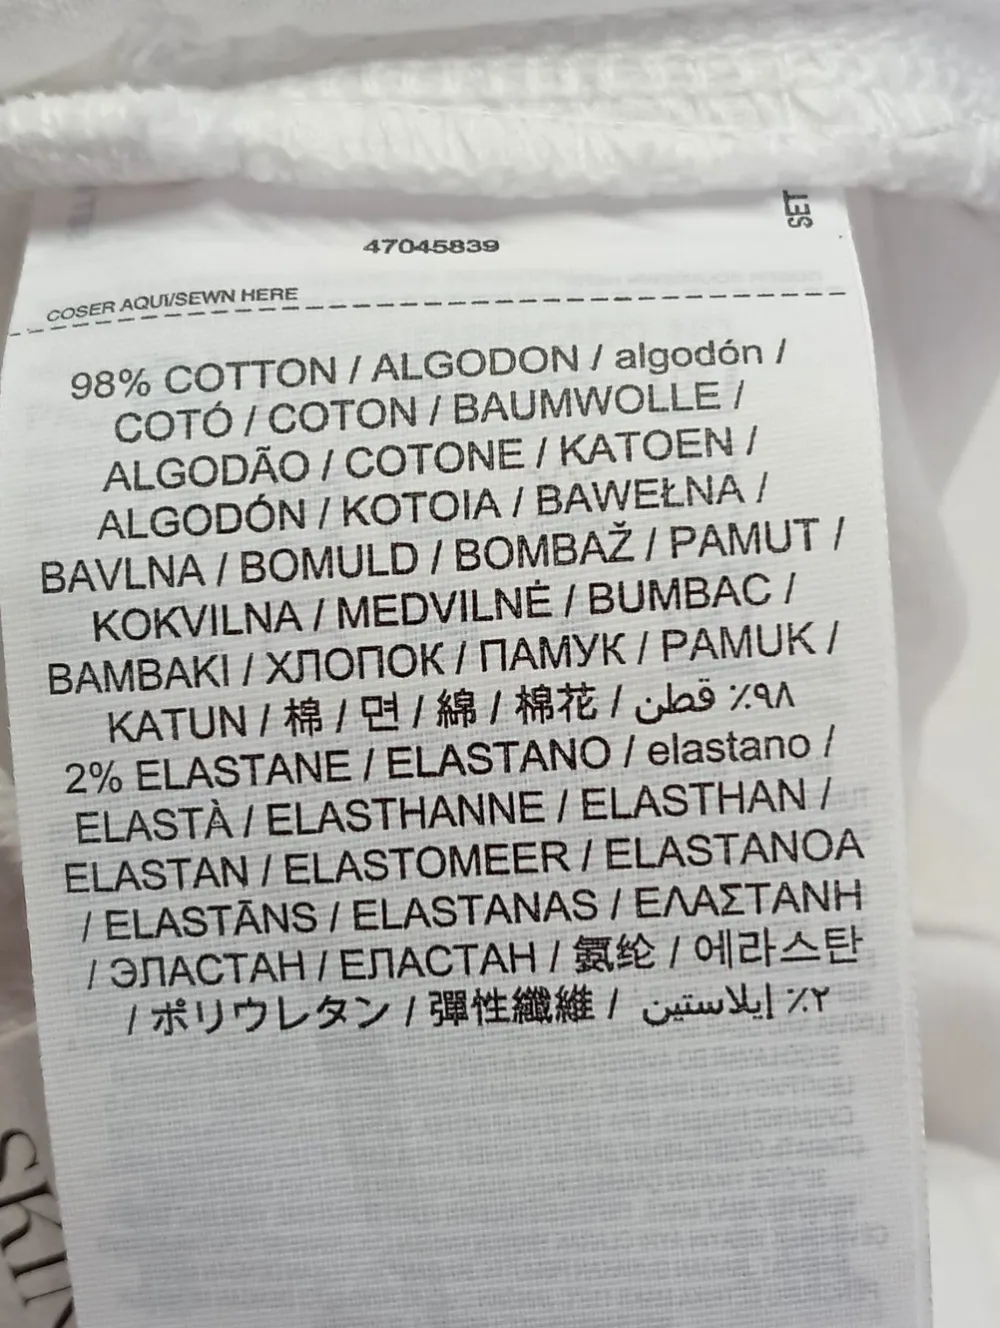 SET
47045839
COSER AQUI/SEWN HERE
98% COTTON / ALGODON / algodón /
COTÓ / COTON / BAUMWOLLE /
ALGODÃO / COTONE / KATOEN /
ALGODÓN / KOTOIA / BAWEŁNA /
BAVLNA / BOMULD / BOMBAŽ / PAMUT /
KOKVILNA / MEDVILNĖ / BUMBAC /
BAMBAKI / ХЛОПОК / ПАМУК / PAMUK /
KATUN / 棉 / 면 / 綿 / 棉花 / ٩٨٪ قطن
2% ELASTANE / ELASTANO / elastano /
ELASTÀ / ELASTHANNE / ELASTHAN /
ELASTAN / ELASTOMEER / ELASTANOA
/ ELASTĀNS / ELASTANAS / ΕΛΑΣΤΑΝΗ
/ ЭЛАСТАН / ЕЛАСТАН / 氨纶 / 에라스탄
/ ポリウレタン / 彈性纖維 / ٢٪ إيلاستين
SKIN